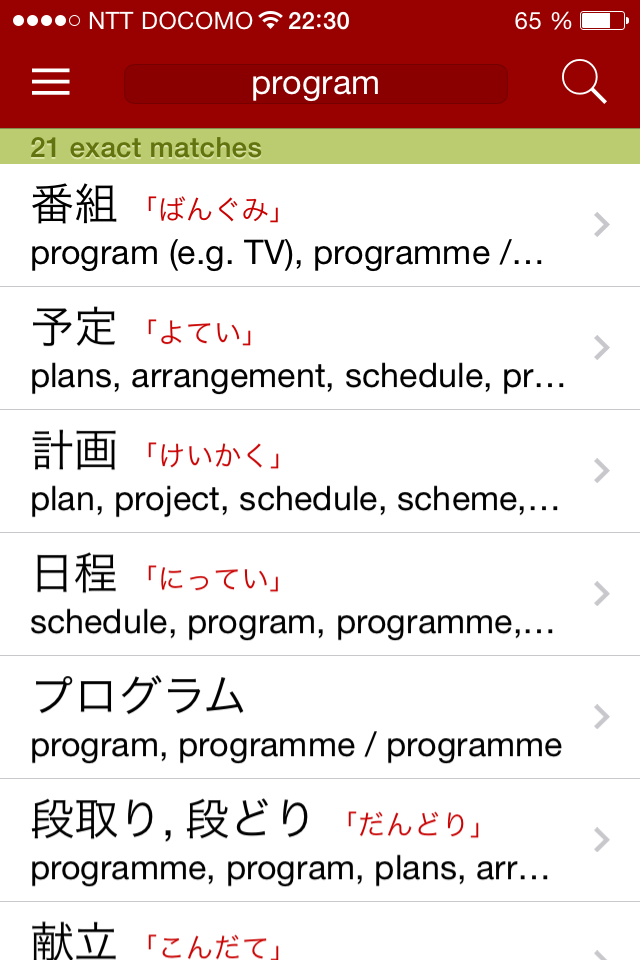 NTT DOCOMO 22:30 65 %
program
21 exact matches
番組 「ばんぐみ」
program (e.g. TV), programme /...
予定 「よてい」
plans, arrangement, schedule, pr...
計画 「けいかく」
plan, project, schedule, scheme,...
日程 「にってい」
schedule, program, programme,...
プログラム
program, programme / programme
段取り, 段どり 「だんどり」
programme, program, plans, arr...
献立 「こんだて」